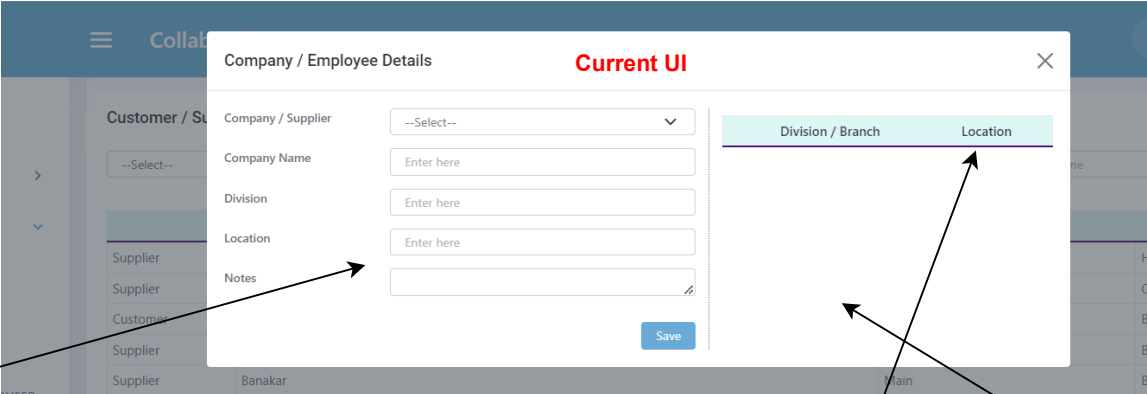 Collab
Company / Employee Details
Current UI
Customer / Su
Company / Supplier
--Select--
Division / Branch
Location
--Select--
Company Name
Enter here
me
Division
Enter here
Location
Enter here
Supplier
Notes
Supplier
Customer
Save
Supplier
Supplier
Banakar
Main